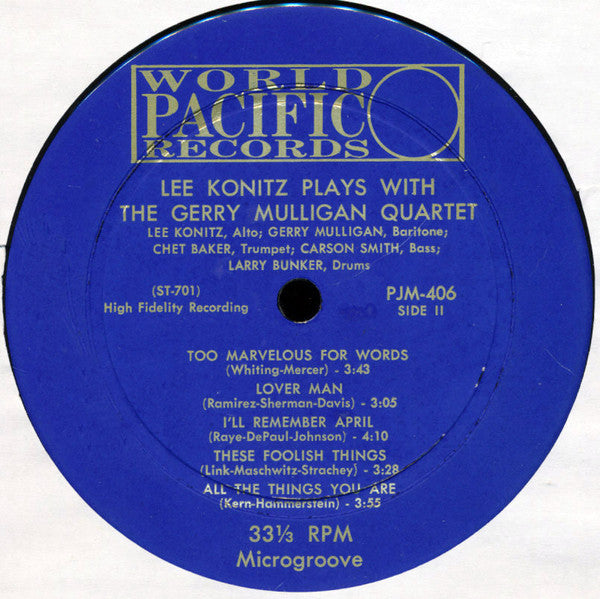 WORLD
PACIFIC
RECORDS
LEE KONITZ PLAYS WITH
THE GERRY MULLIGAN QUARTET
LEE KONITZ, Alto; GERRY MULLIGAN, Baritone;
CHET BAKER, Trumpet; CARSON SMITH, Bass;
LARRY BUNKER, Drums
(ST-701)
High Fidelity Recording
PJM-406
SIDE II
TOO MARVELOUS FOR WORDS
(Whiting-Mercer) - 3:43
LOVER MAN
(Ramirez-Sherman-Davis) - 3:05
I'LL REMEMBER APRIL
(Raye-DePaul-Johnson) - 4:10
THESE FOOLISH THINGS
(Link-Maschwitz-Strachey) - 3:28
ALL THE THINGS YOU ARE
(Kern-Hammerstein) - 3:55
33⅓ RPM
Microgroove